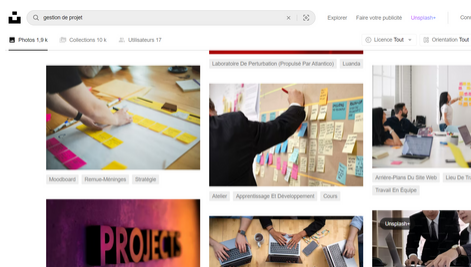 gestion de projet
Explorer Faire votre publicité Unsplash+
Photos 1,9 k Collections 10 k Utilisateurs 17
Licence Tout Orientation Tout
Laboratoire De Perturbation (Propulsé Par Atlantico) Luanda
Moodboard Remue-Méninges Stratégie
Atelier Apprentissage Et Développement Cours
Arrière-Plans Du Site Web Lieu De
Travail En Équipe
PROJECTS
Unsplash+